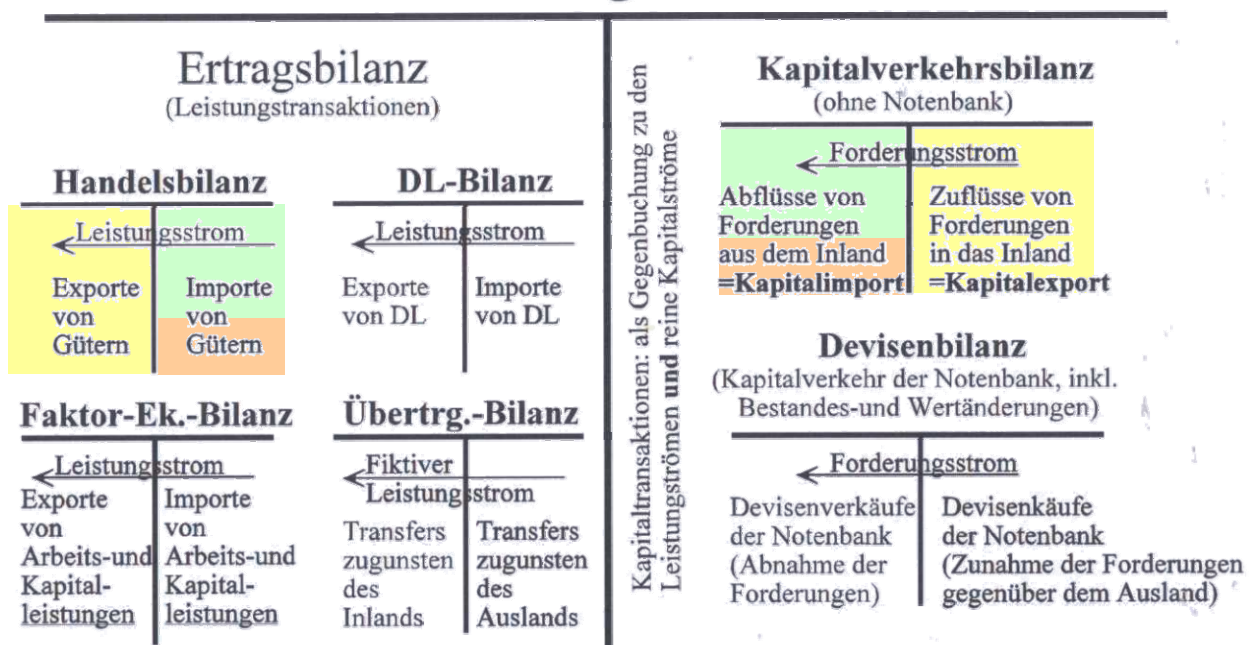 Ertragsbilanz
(Leistungstransaktionen)
Handelsbilanz
Leistungsstrom
Exporte
von
Gütern
Importe
von
Gütern
DL-Bilanz
Leistungsstrom
Exporte
von DL
Importe
von DL
Faktor-Ek.-Bilanz
Leistungsstrom
Exporte
von
Arbeits-und
Kapital-
leistungen
Importe
von
Arbeits-und
Kapital-
leistungen
Übertrg.-Bilanz
Fiktiver
Leistungsstrom
Transfers
zugunsten
des
Inlands
Transfers
zugunsten
des
Auslands
Kapitaltransaktionen: als Gegenbuchung zu den
Leistungströmen und reine Kapitalströme
Kapitalverkehrsbilanz
(ohne Notenbank)
Forderungsstrom
Abflüsse von
Forderungen
aus dem Inland
=Kapitalimport
Zuflüsse von
Forderungen
in das Inland
=Kapitalexport
Devisenbilanz
(Kapitalverkehr der Notenbank, inkl.
Bestandes-und Wertänderungen)
Forderungsstrom
Devisenverkäufe
der Notenbank
(Abnahme der
Forderungen)
Devisenkäufe
der Notenbank
(Zunahme der Forderungen
gegenüber dem Ausland)